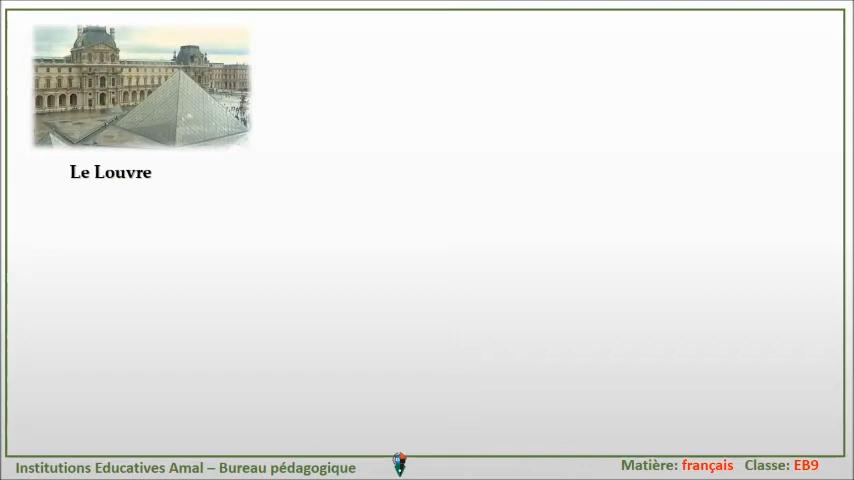 Le Louvre
Institutions Educatives Amal – Bureau pédagogique
Matière: français Classe: EB9